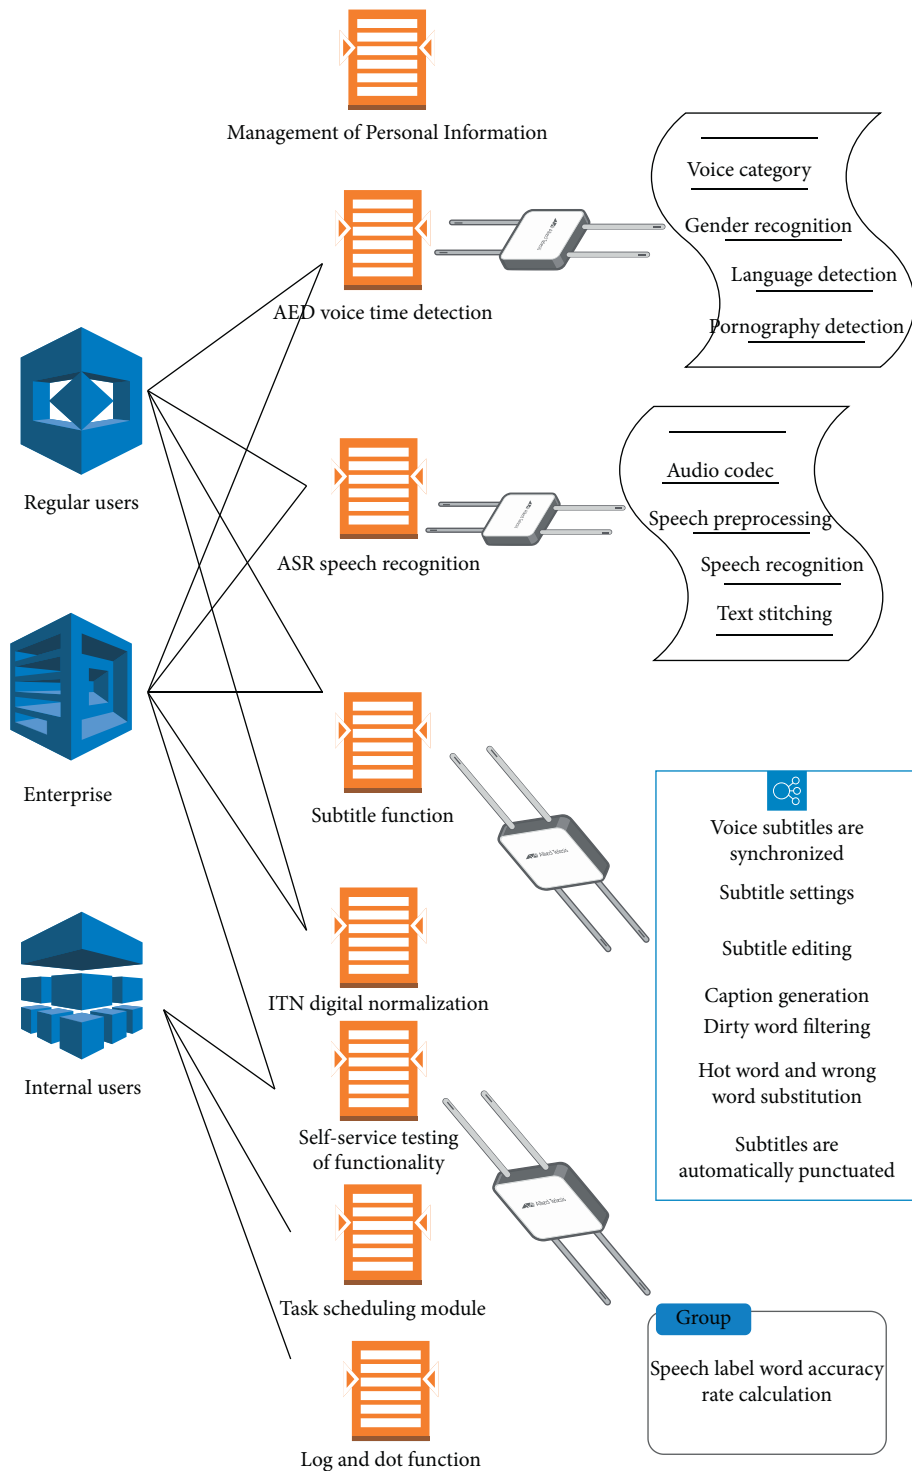 Management of Personal Information
Voice category
Gender recognition
Language detection
Pornography detection
AED voice time detection
Regular users
Audio codec
Speech preprocessing
Speech recognition
Text stitching
ASR speech recognition
Enterprise
Subtitle function
Allied Telesis
Voice subtitles are
synchronized
Subtitle settings
Subtitle editing
Caption generation
Dirty word filtering
Hot word and wrong
word substitution
Subtitles are
automatically punctuated
ITN digital normalization
Internal users
Self-service testing
of functionality
Allied Telesis
Task scheduling module
Group
Speech label word accuracy
rate calculation
Log and dot function